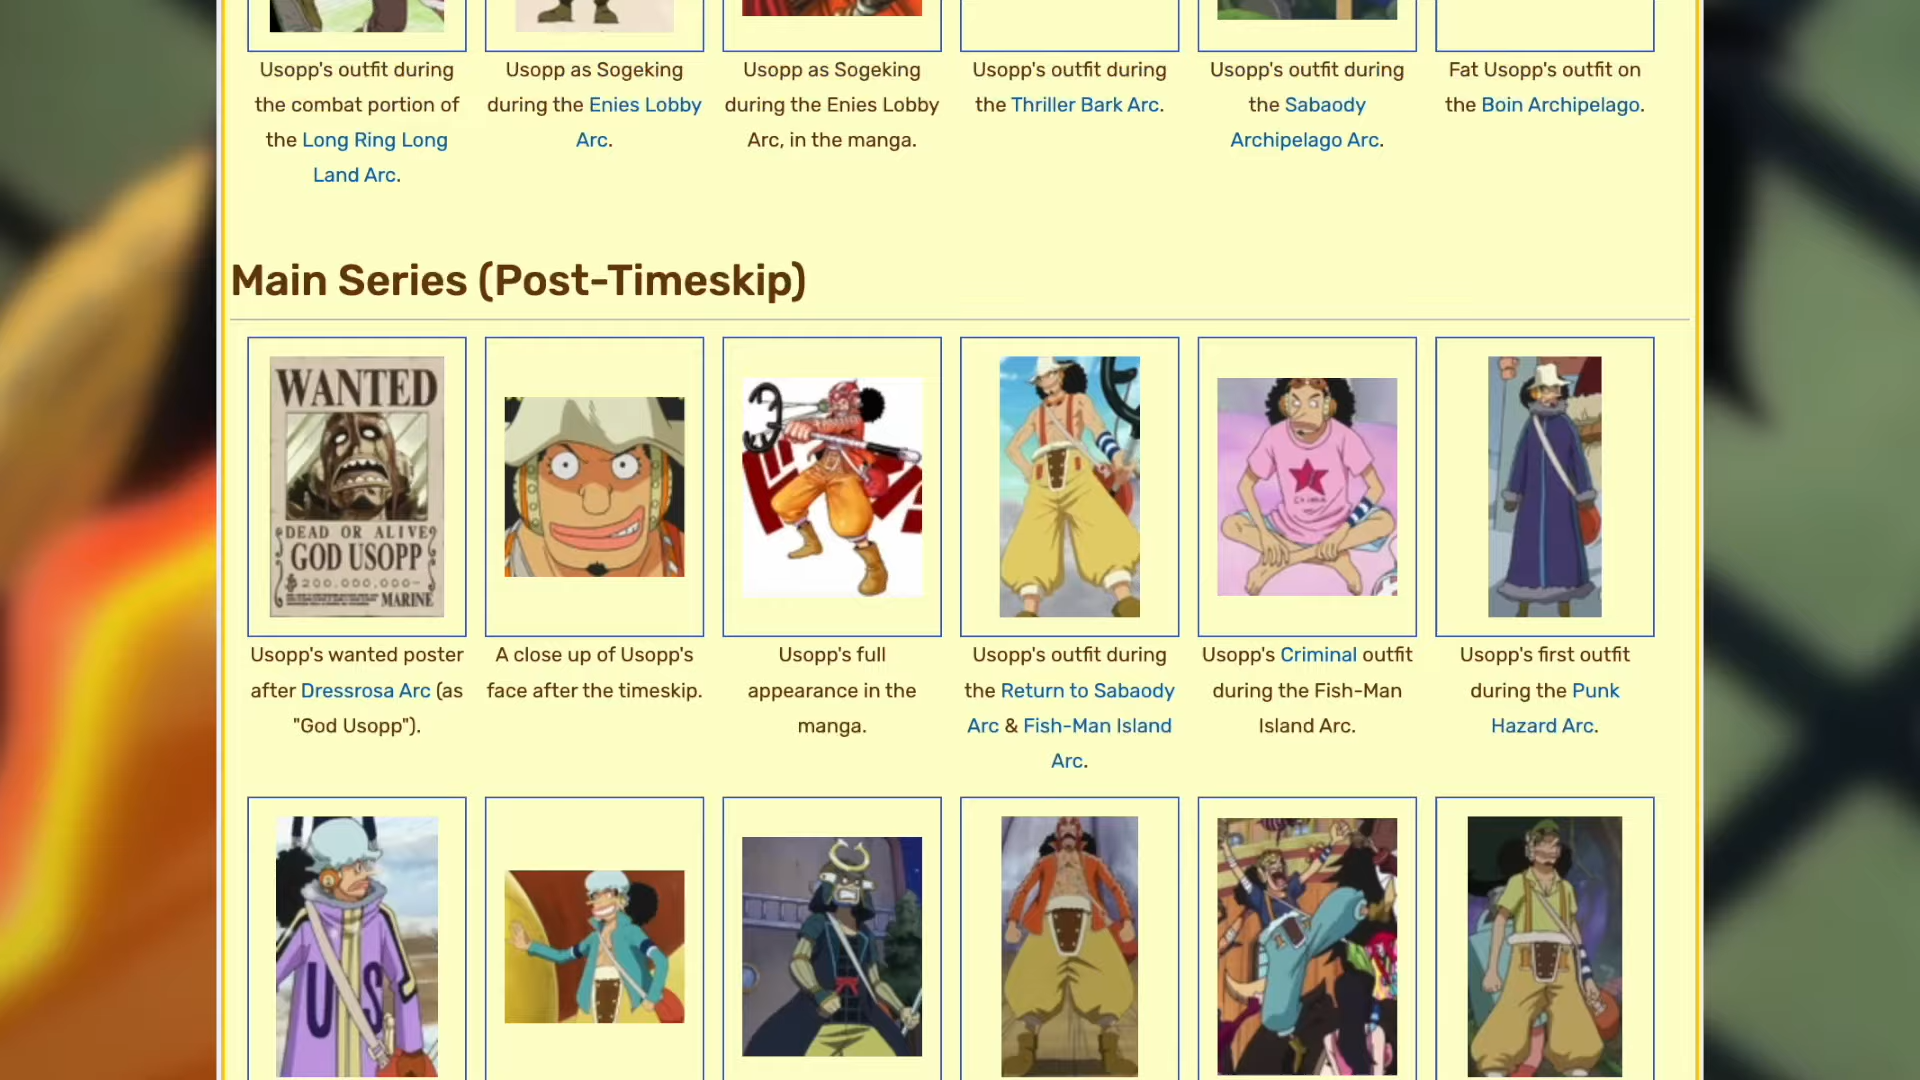 Usopp's outfit during
the combat portion of
the Long Ring Long
Land Arc.
Usopp as Sogeking
during the Enies Lobby
Arc.
Usopp as Sogeking
during the Enies Lobby
Arc, in the manga.
Usopp's outfit during
the Thriller Bark Arc.
Usopp's outfit during
the Sabaody
Archipelago Arc.
Fat Usopp's outfit on
the Boin Archipelago.
Main Series (Post-Timeskip)
WANTED
DEAD OR ALIVE
GOD USOPP
200,000,000-
MARINE
Usopp's wanted poster
after Dressrosa Arc (as
"God Usopp").
A close up of Usopp's
face after the timeskip.
Usopp's full
appearance in the
manga.
Usopp's outfit during
the Return to Sabaody
Arc & Fish-Man Island
Arc.
Usopp's Criminal outfit
during the Fish-Man
Island Arc.
Usopp's first outfit
during the Punk
Hazard Arc.
U S